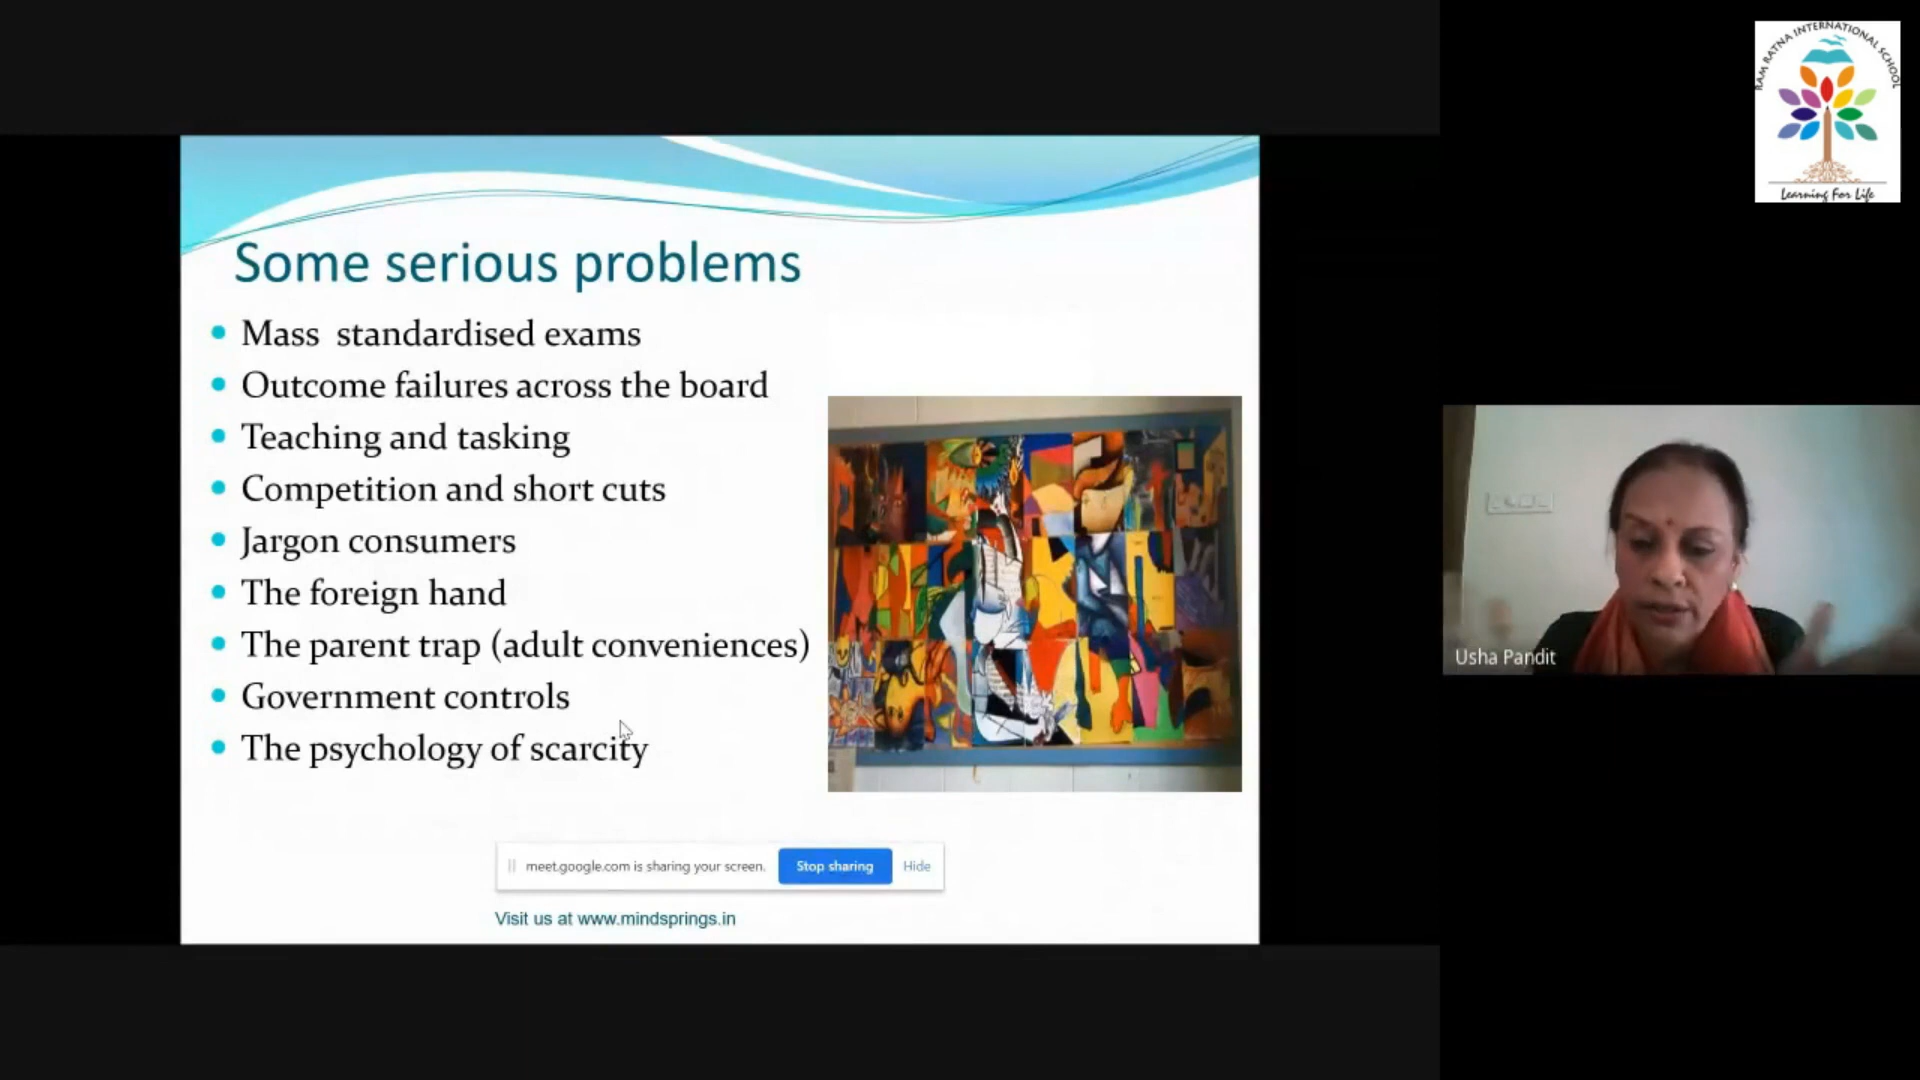 RAM RATNA INTERNATIONAL SCHOOL
Learning For Life
Some serious problems
Mass standardised exams
Outcome failures across the board
Teaching and tasking
Competition and short cuts
Jargon consumers
The foreign hand
The parent trap (adult conveniences)
Government controls
The psychology of scarcity
meet.google.com is sharing your screen. Stop sharing Hide
Visit us at www.mindsprings.in
Usha Pandit